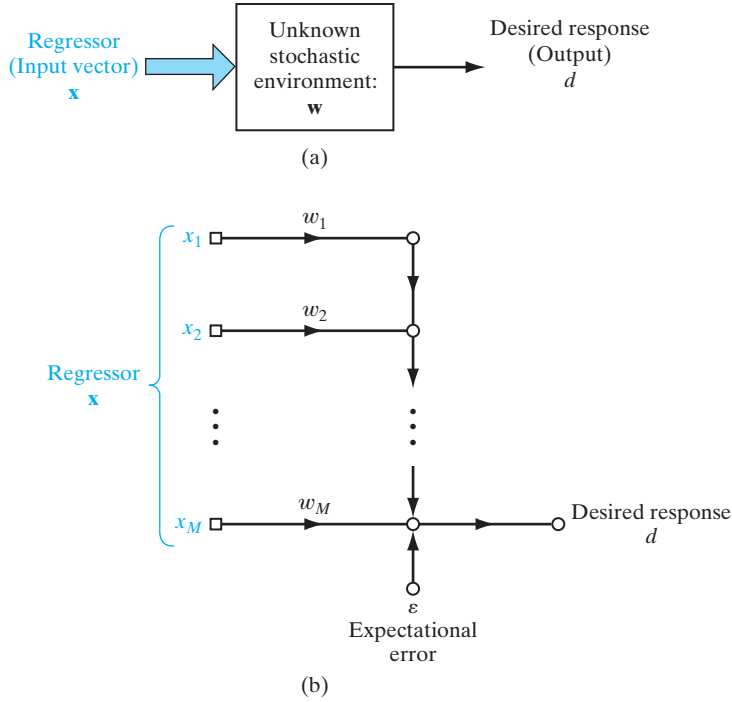 Regressor
(Input vector)
x
Unknown
stochastic
environment:
w
Desired response
(Output)
d
(a)
Regressor
x
x1
w1
x2
w2
xM
wM
Desired response
d
ε
Expectational
error
(b)